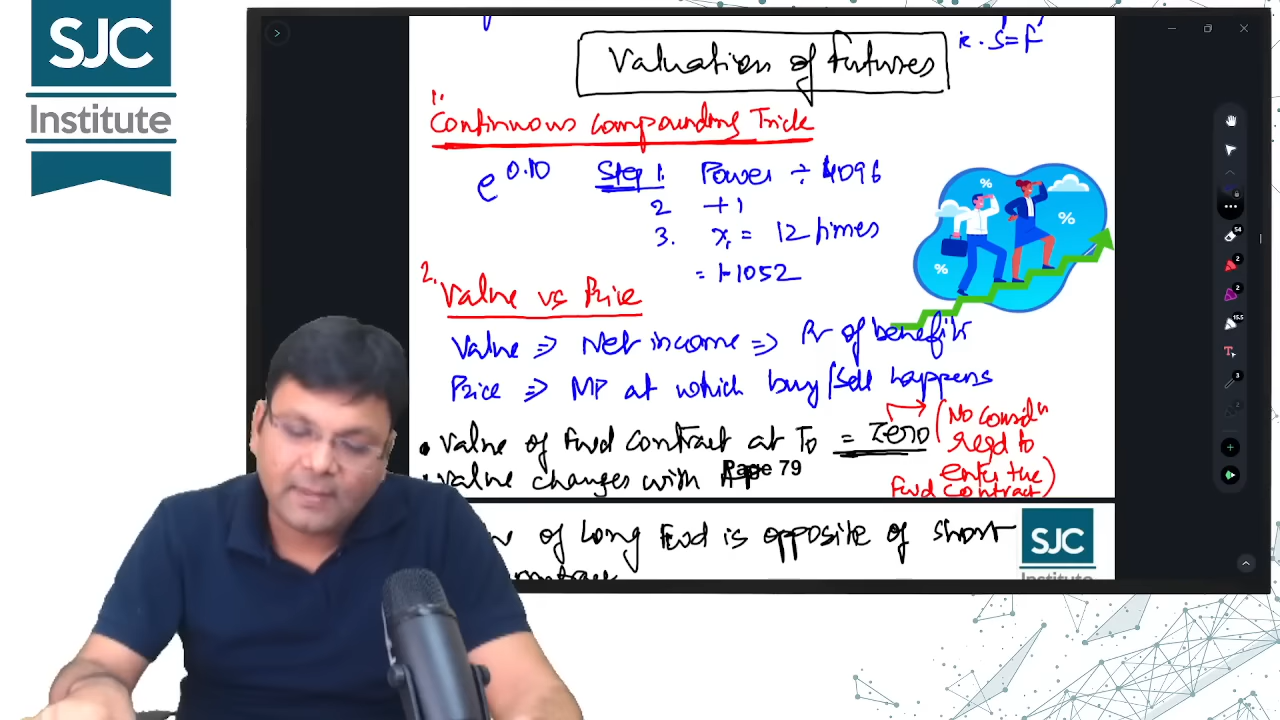 SJC
Institute
i.e. S = F
Valuation of Futures
1.
Continuous Compounding Trick
e^0.10 Step 1. Power ÷ 4096
2 +1
3. x, = 12 times
= 1.1052
2. Value vs Price
Value ⇒ Net income ⇒ Pv of benefits
Price ⇒ MP at which buy/sell happens
• Value of Fwd contract at T0 = Zero
(No considn
reqd to
enter the
Fwd contract)
Page 79
• Value changes with
of long Fwd is opposite of short
SJC
Institute
%
%
%